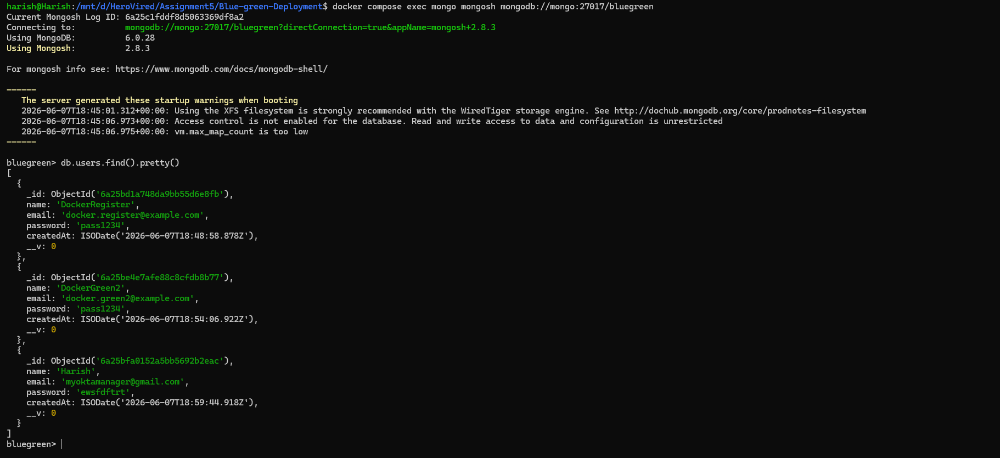 harish@Harish:/mnt/d/HeroVired/Assignment5/Blue-green-Deployment$ docker compose exec mongo mongosh mongodb://mongo:27017/bluegreen
Current Mongosh Log ID: 6a25c1fddf8d5063369df8a2
Connecting to:          mongodb://mongo:27017/bluegreen?directConnection=true&appName=mongosh+2.8.3
Using MongoDB:          6.0.28
Using Mongosh:          2.8.3

For mongosh info see: https://www.mongodb.com/docs/mongodb-shell/

------
   The server generated these startup warnings when booting
   2026-06-07T18:45:01.312+00:00: Using the XFS filesystem is strongly recommended with the WiredTiger storage engine. See http://dochub.mongodb.org/core/prodnotes-filesystem
   2026-06-07T18:45:06.973+00:00: Access control is not enabled for the database. Read and write access to data and configuration is unrestricted
   2026-06-07T18:45:06.975+00:00: vm.max_map_count is too low
------

bluegreen> db.users.find().pretty()
[
  {
    _id: ObjectId('6a25bd1a748da9bb55d6e8fb'),
    name: 'DockerRegister',
    email: 'docker.register@example.com',
    password: 'pass1234',
    createdAt: ISODate('2026-06-07T18:48:58.878Z'),
    __v: 0
  },
  {
    _id: ObjectId('6a25be4e7afe88c8cfdb8b77'),
    name: 'DockerGreen2',
    email: 'docker.green2@example.com',
    password: 'pass1234',
    createdAt: ISODate('2026-06-07T18:54:06.922Z'),
    __v: 0
  },
  {
    _id: ObjectId('6a25bfa0152a5bb5692b2eac'),
    name: 'Harish',
    email: 'myoktamanager@gmail.com',
    password: 'ewsfdftrt',
    createdAt: ISODate('2026-06-07T18:59:44.918Z'),
    __v: 0
  }
]
bluegreen>